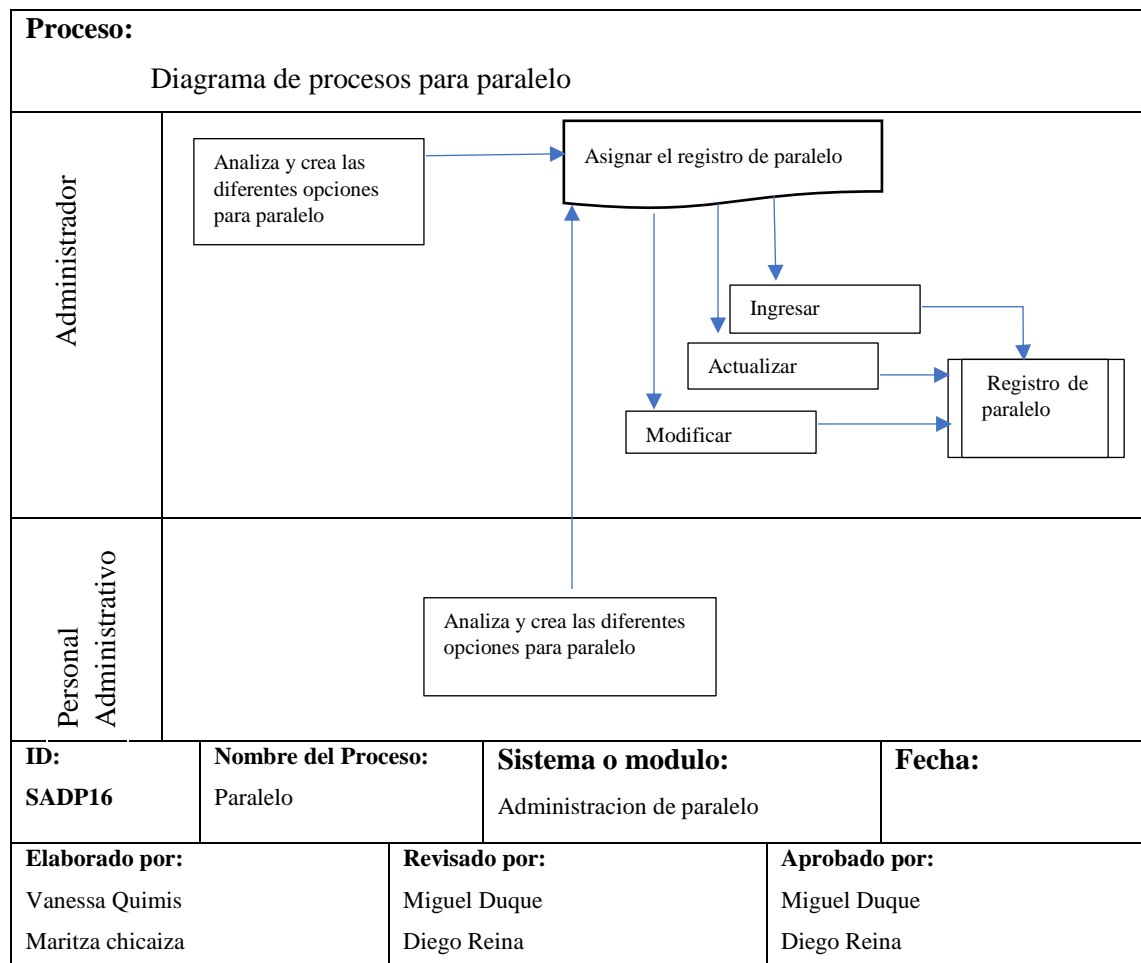 Proceso:
Diagrama de procesos para paralelo
Administrador
Analiza y crea las
diferentes opciones
para paralelo
Asignar el registro de paralelo
Ingresar
Actualizar
Modificar
Registro de
paralelo
Personal
Administrativo
Analiza y crea las diferentes
opciones para paralelo
ID:
SADP16
Nombre del Proceso:
Paralelo
Sistema o modulo:
Administracion de paralelo
Fecha:
Elaborado por:
Vanessa Quimis
Maritza chicaiza
Revisado por:
Miguel Duque
Diego Reina
Aprobado por:
Miguel Duque
Diego Reina